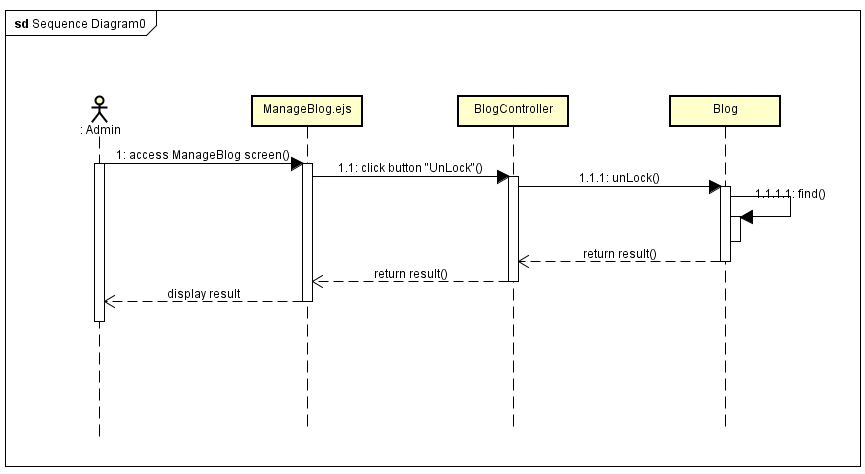 sd Sequence Diagram0
ManageBlog.ejs
BlogController
Blog
: Admin
1: access ManageBlog screen()
1.1: click button "UnLock"()
1.1.1: unLock()
1.1.1.1: find()
return result()
return result()
display result